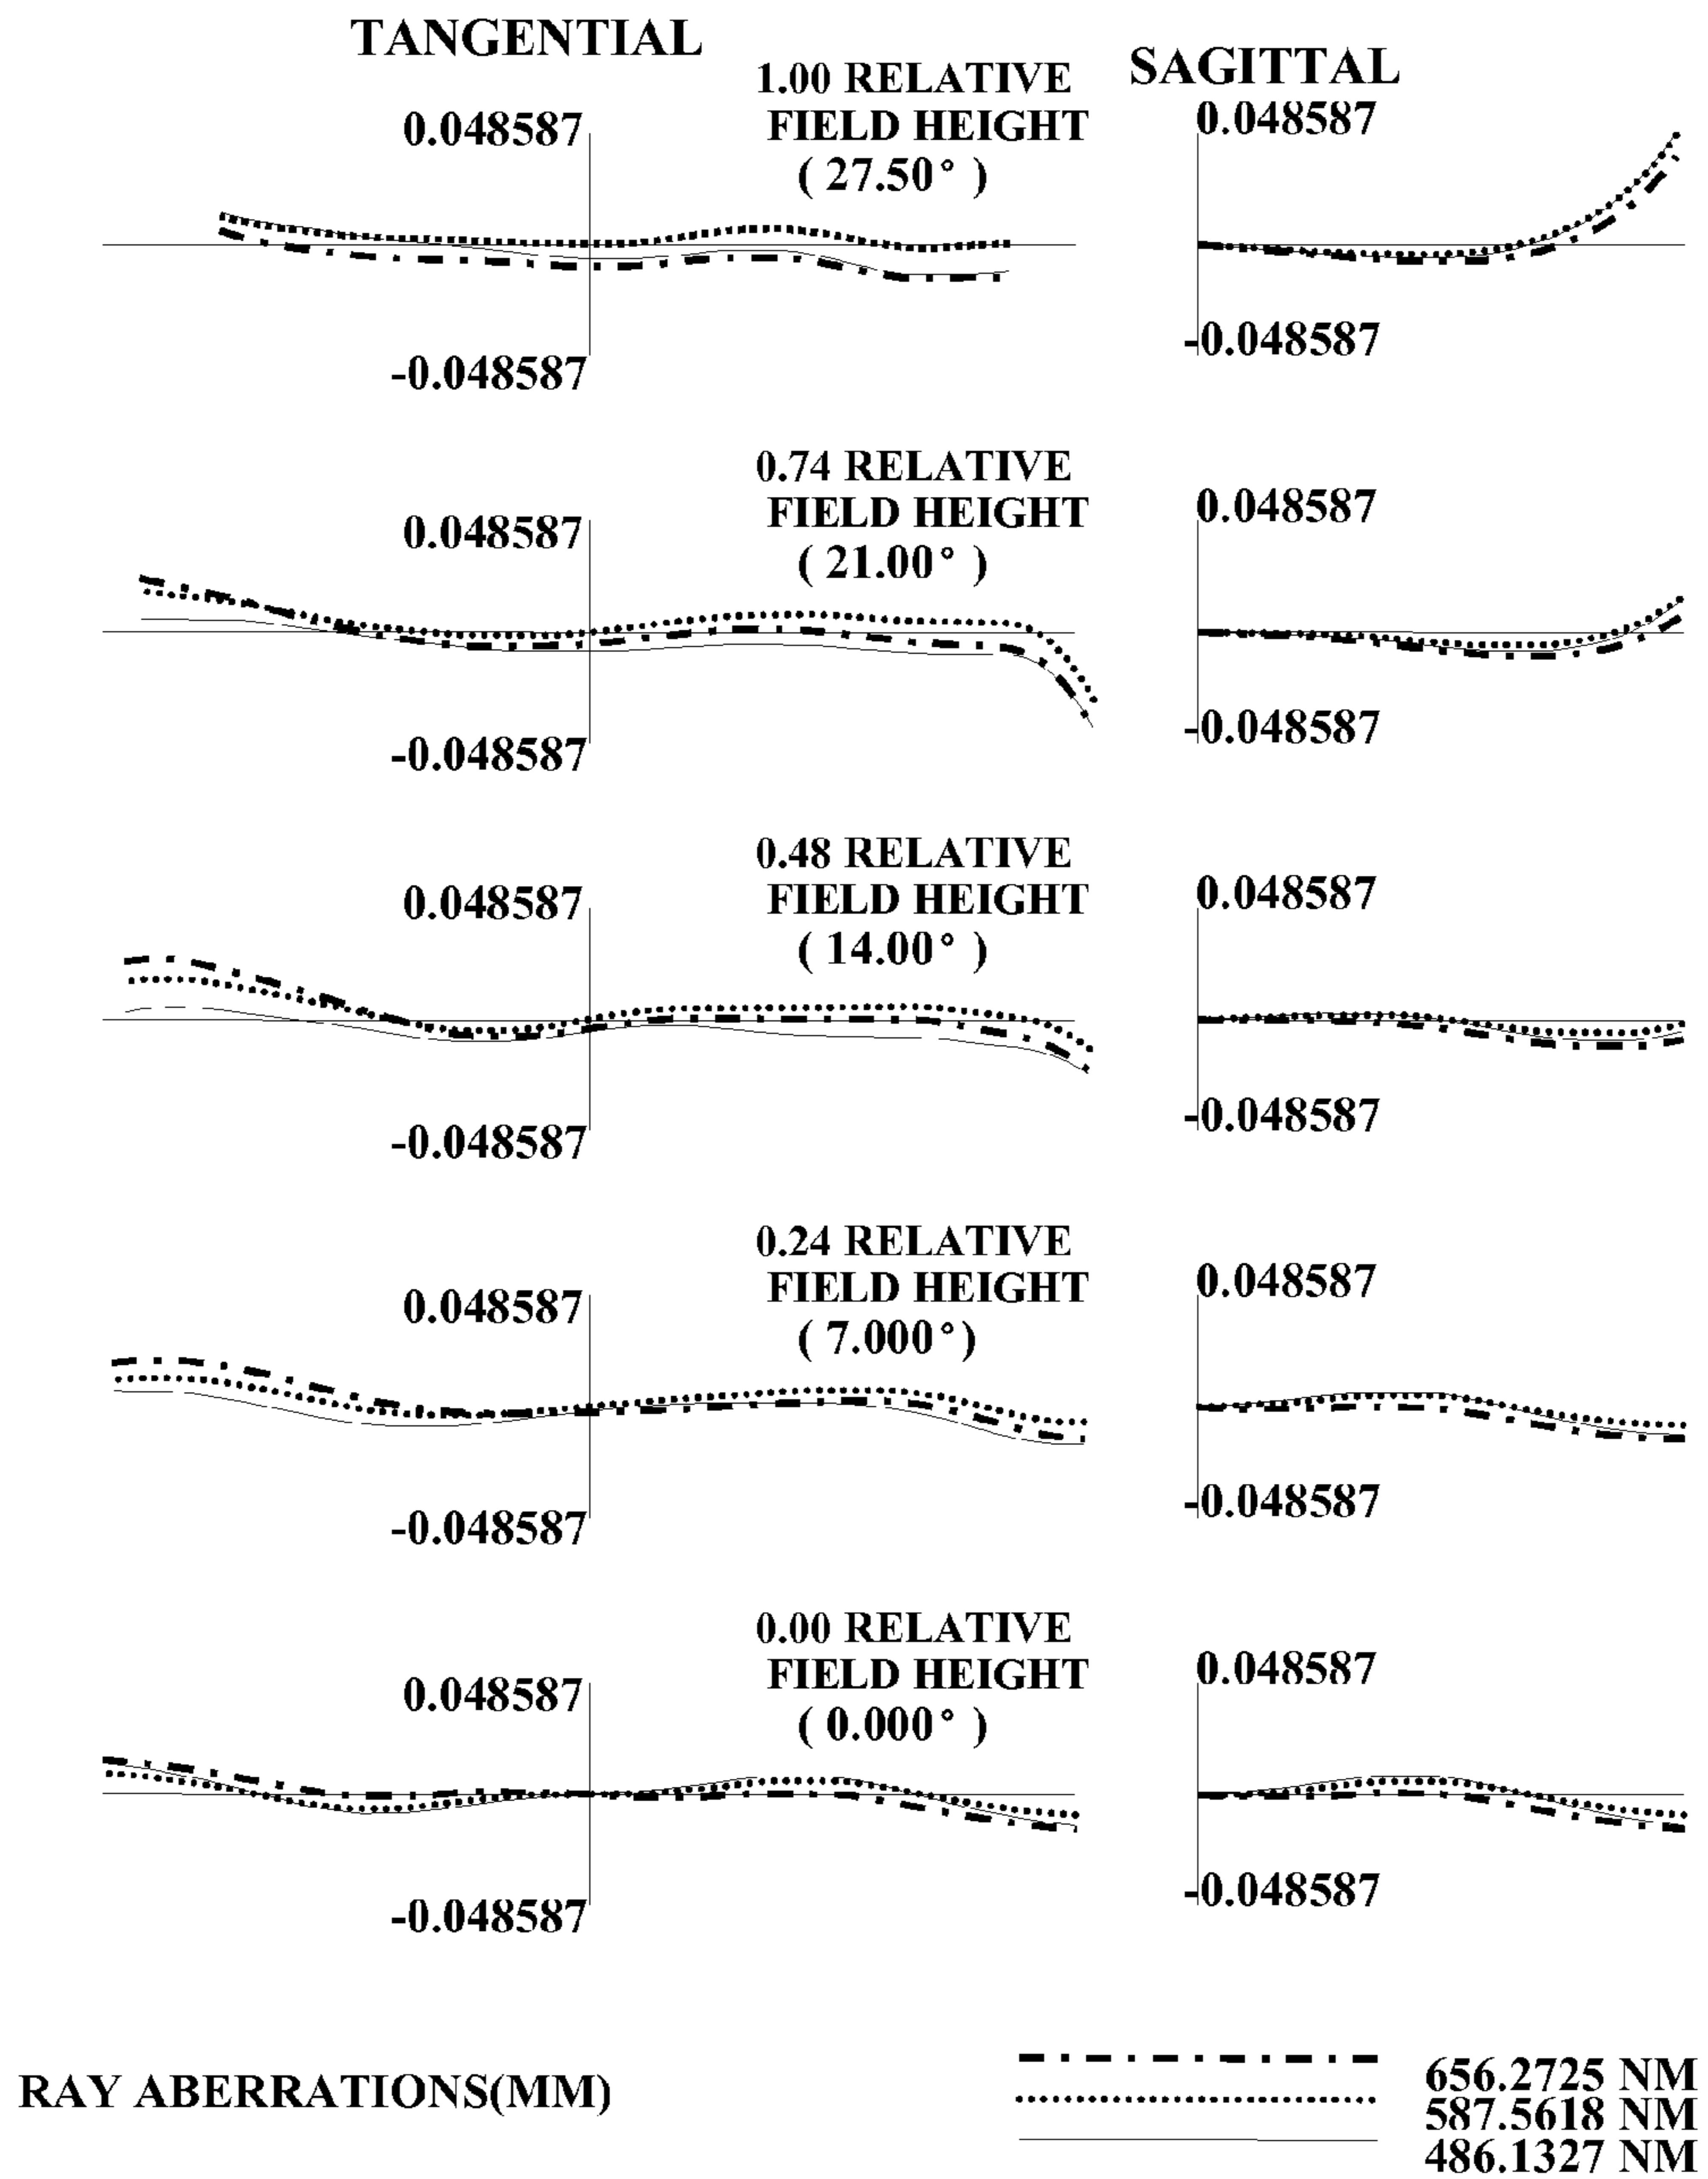 TANGENTIAL
1.00 RELATIVE
FIELD HEIGHT
( 27.50° )
SAGITTAL
0.048587
0.048587
-0.048587
-0.048587
0.74 RELATIVE
FIELD HEIGHT
( 21.00° )
0.048587
0.048587
-0.048587
-0.048587
0.48 RELATIVE
FIELD HEIGHT
( 14.00° )
0.048587
0.048587
-0.048587
-0.048587
0.24 RELATIVE
FIELD HEIGHT
( 7.000° )
0.048587
0.048587
-0.048587
-0.048587
0.00 RELATIVE
FIELD HEIGHT
( 0.000° )
0.048587
0.048587
-0.048587
-0.048587
RAY ABERRATIONS(MM)
656.2725 NM
587.5618 NM
486.1327 NM